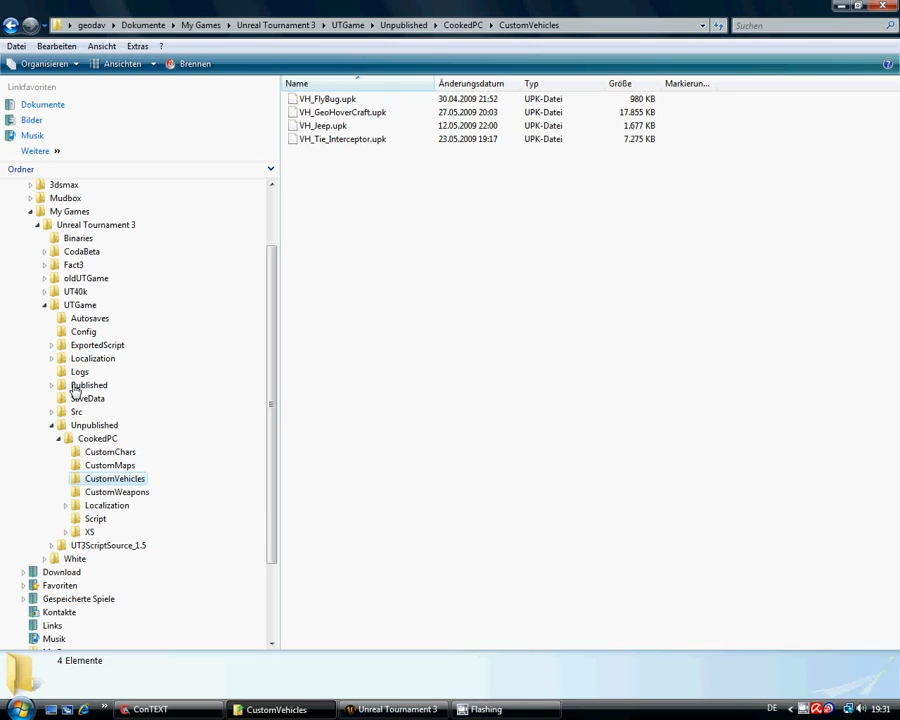 geodav ▸ Dokumente ▸ My Games ▸ Unreal Tournament 3 ▸ UTGame ▸ Unpublished ▸ CookedPC ▸ CustomVehicles
Suchen
Datei Bearbeiten Ansicht Extras ?
Organisieren Ansichten Brennen
Linkfavoriten
Dokumente
Bilder
Musik
Weitere »
Ordner
3dsmax
Mudbox
My Games
Unreal Tournament 3
Binaries
CodaBeta
Fact3
oldUTGame
UT40k
UTGame
Autosaves
Config
ExportedScript
Localization
Logs
Published
SaveData
Src
Unpublished
CookedPC
CustomChars
CustomMaps
CustomVehicles
CustomWeapons
Localization
Script
XS
UT3ScriptSource_1.5
White
Download
Favoriten
Gespeicherte Spiele
Kontakte
Links
Musik
Name Änderungsdatum Typ Größe Markierun...
VH_FlyBug.upk 30.04.2009 21:52 UPK-Datei 980 KB
VH_GeoHoverCraft.upk 27.05.2009 20:03 UPK-Datei 17.855 KB
VH_Jeep.upk 12.05.2009 22:00 UPK-Datei 1.677 KB
VH_Tie_Interceptor.upk 23.05.2009 19:17 UPK-Datei 7.275 KB
4 Elemente
» ConTEXT CustomVehicles Unreal Tournament 3 Flashing DE 19:31